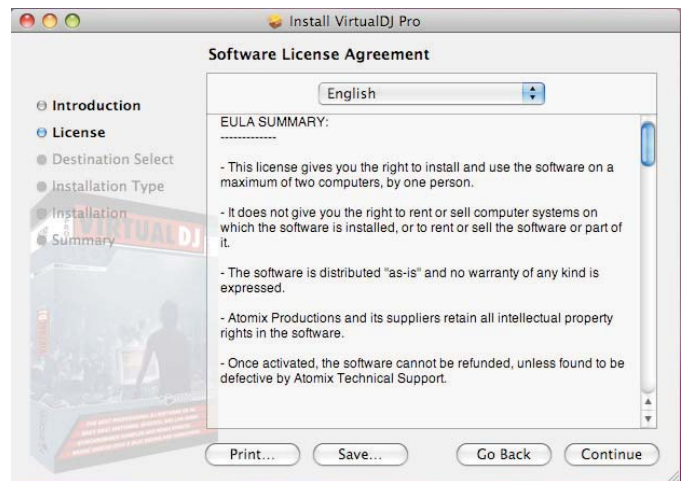 Install VirtualDJ Pro
Software License Agreement
English
Introduction
License
Destination Select
Installation Type
Installation
Summary
VIRTUAL DJ
EULA SUMMARY:
-------------
- This license gives you the right to install and use the software on a
maximum of two computers, by one person.
- It does not give you the right to rent or sell computer systems on
which the software is installed, or to rent or sell the software or part of
it.
- The software is distributed "as-is" and no warranty of any kind is
expressed.
- Atomix Productions and its suppliers retain all intellectual property
rights in the software.
- Once activated, the software cannot be refunded, unless found to be
defective by Atomix Technical Support.
Print...
Save...
Go Back
Continue